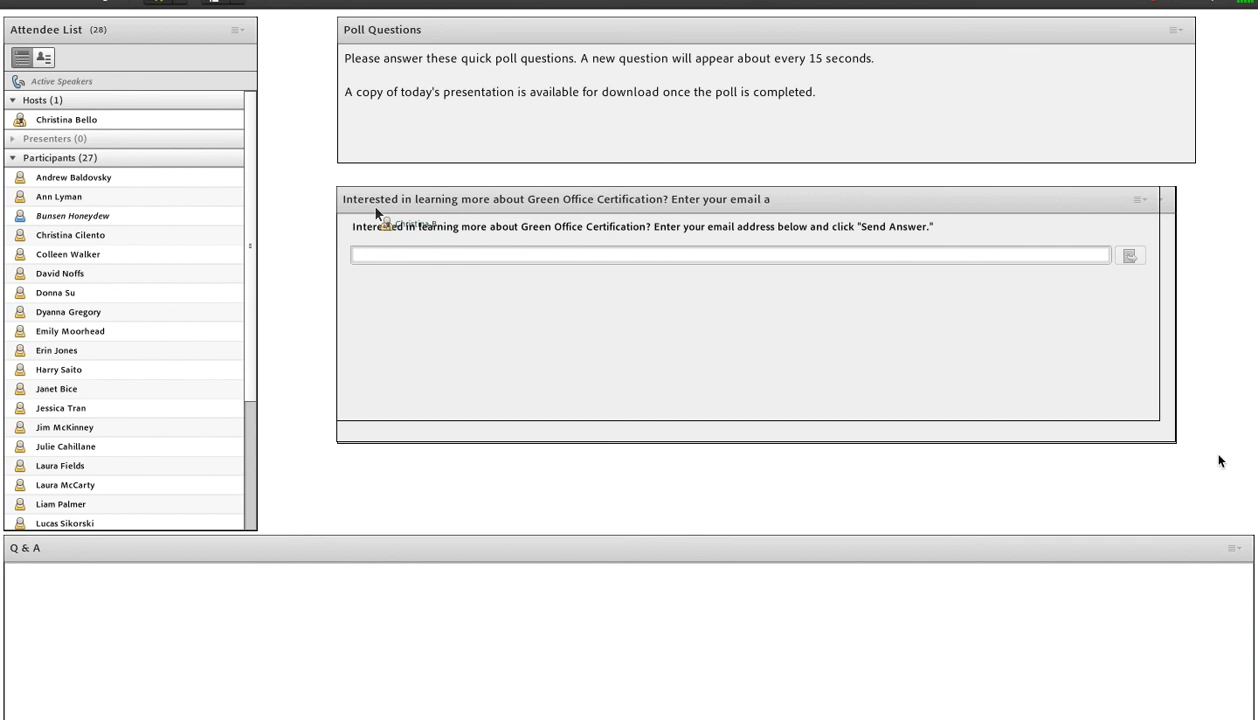 Attendee List (28)
Active Speakers
Hosts (1)
Christina Bello
Presenters (0)
Participants (27)
Andrew Baldovsky
Ann Lyman
Bunsen Honeydew
Christina Cilento
Colleen Walker
David Noffs
Donna Su
Dyanna Gregory
Emily Moorhead
Erin Jones
Harry Saito
Janet Bice
Jessica Tran
Jim McKinney
Julie Cahillane
Laura Fields
Laura McCarty
Liam Palmer
Lucas Sikorski
Poll Questions
Please answer these quick poll questions. A new question will appear about every 15 seconds.
A copy of today's presentation is available for download once the poll is completed.
Interested in learning more about Green Office Certification? Enter your email a
Christina B
Interested in learning more about Green Office Certification? Enter your email address below and click "Send Answer."
Q & A